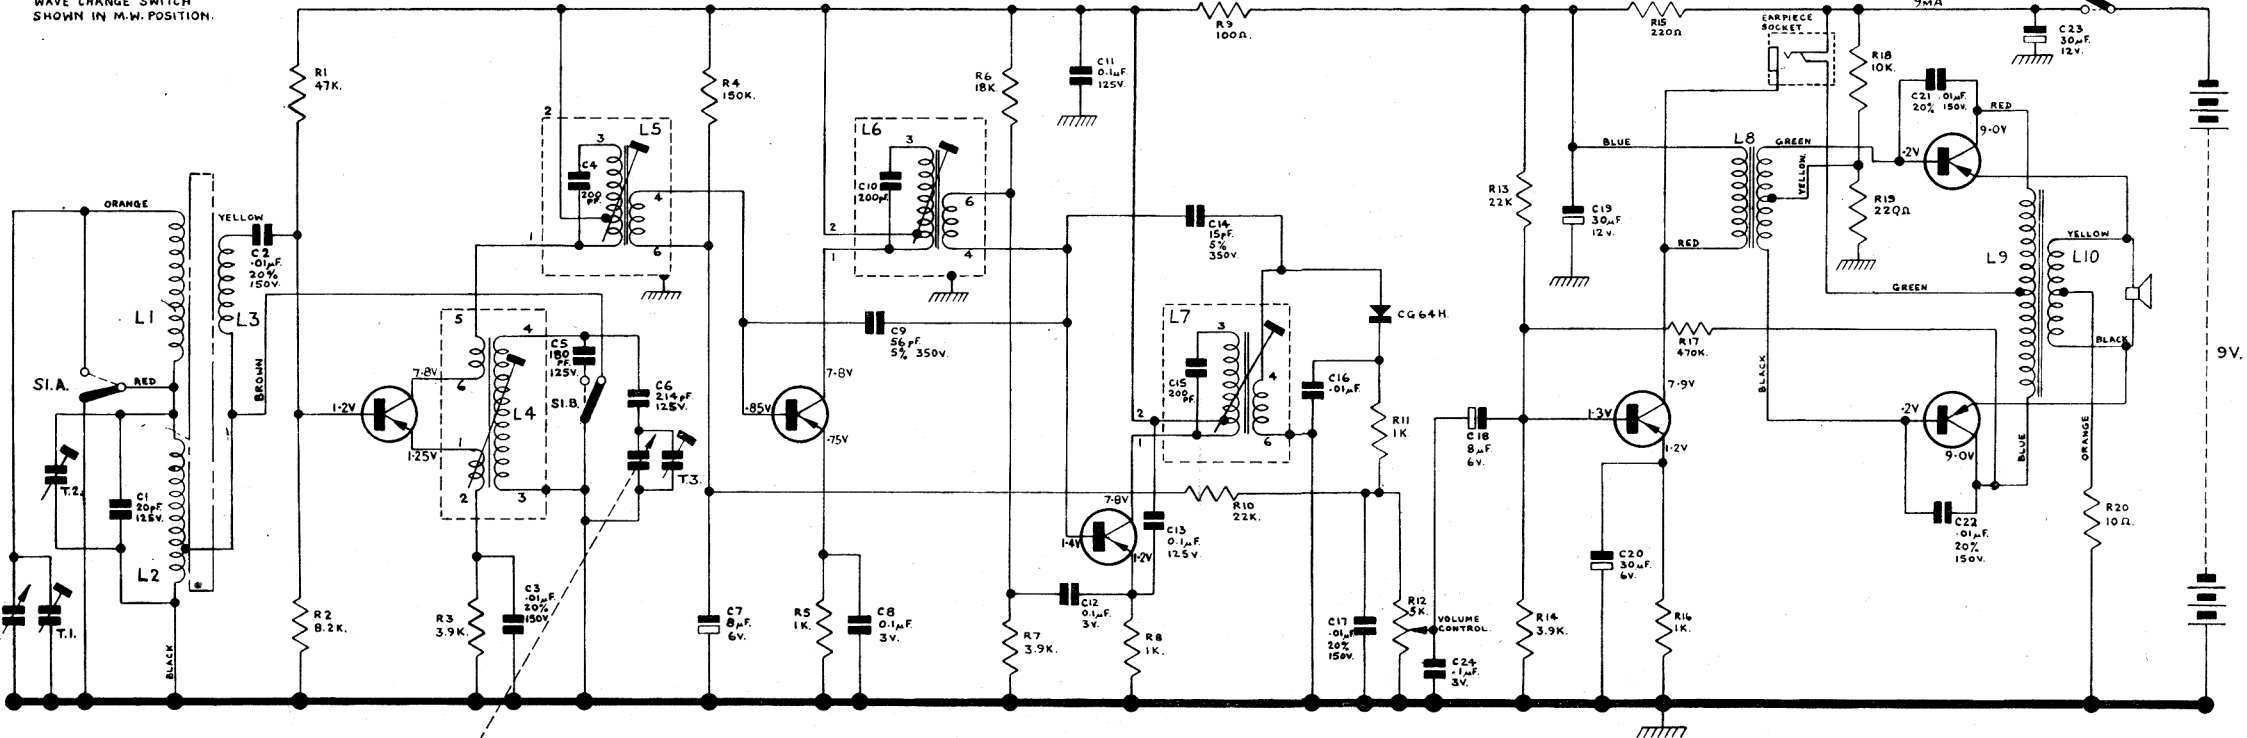 WAVE CHANGE SWITCH
SHOWN IN M.W. POSITION.
R1
47K.
ORANGE
YELLOW
C2
.01µF.
20%
150V.
L1
L3
S1.A.
RED
BROWN
T.2.
C1
20pF.
125V.
L2
T.1.
BLACK
R2
8.2K.
1·2V
7·8V
1·25V
5
6
4
L4
1
2
3
C5
180
PF.
125V.
S1.B.
C6
214pF.
125V.
T.3.
R3
3.9K.
C3
.01µF.
20%
150V.
2
L5
3
C4
200
PF.
4
6
1
R4
150K.
C7
8µF.
6V.
·85V
7·8V
·75V
R5
1K.
C8
0.1µF.
3V.
L6
3
C10
200pF.
2
1
6
4
C9
56pF.
5% 350V.
R6
18K.
C11
0.1µF.
125V.
R7
3.9K.
C12
0.1µF.
3V.
1·4V
7·8V
1·2V
C13
0.1µF.
125V.
R8
1K.
R9
100Ω.
C14
15pF.
5%
350V.
L7
3
C15
200
PF.
4
2
1
6
CG64H.
C16
.01µF.
R11
1K
R10
22K.
C17
.01µF.
20%
150V.
R12
5K.
VOLUME
CONTROL.
C24
.1µF.
3V.
C18
8µF.
6V.
R13
22K
R14
3.9K.
C19
30µF.
12V.
R15
220Ω
BLUE
RED
L8
GREEN
YELLOW.
BLACK
R17
470K.
1·3V
7·9V
1·2V
C20
30µF.
6V.
R16
1K.
EARPIECE
SOCKET
R18
10K.
R19
220Ω
9MA
C21 .01µF.
20% 150V.
RED
·2V
9·0V
GREEN
L9
L10
YELLOW
BLACK
·2V
9·0V
BLUE
C22
.01µF.
20%
150V.
ORANGE
R20
10Ω.
C23
30µF.
12V.
9V.